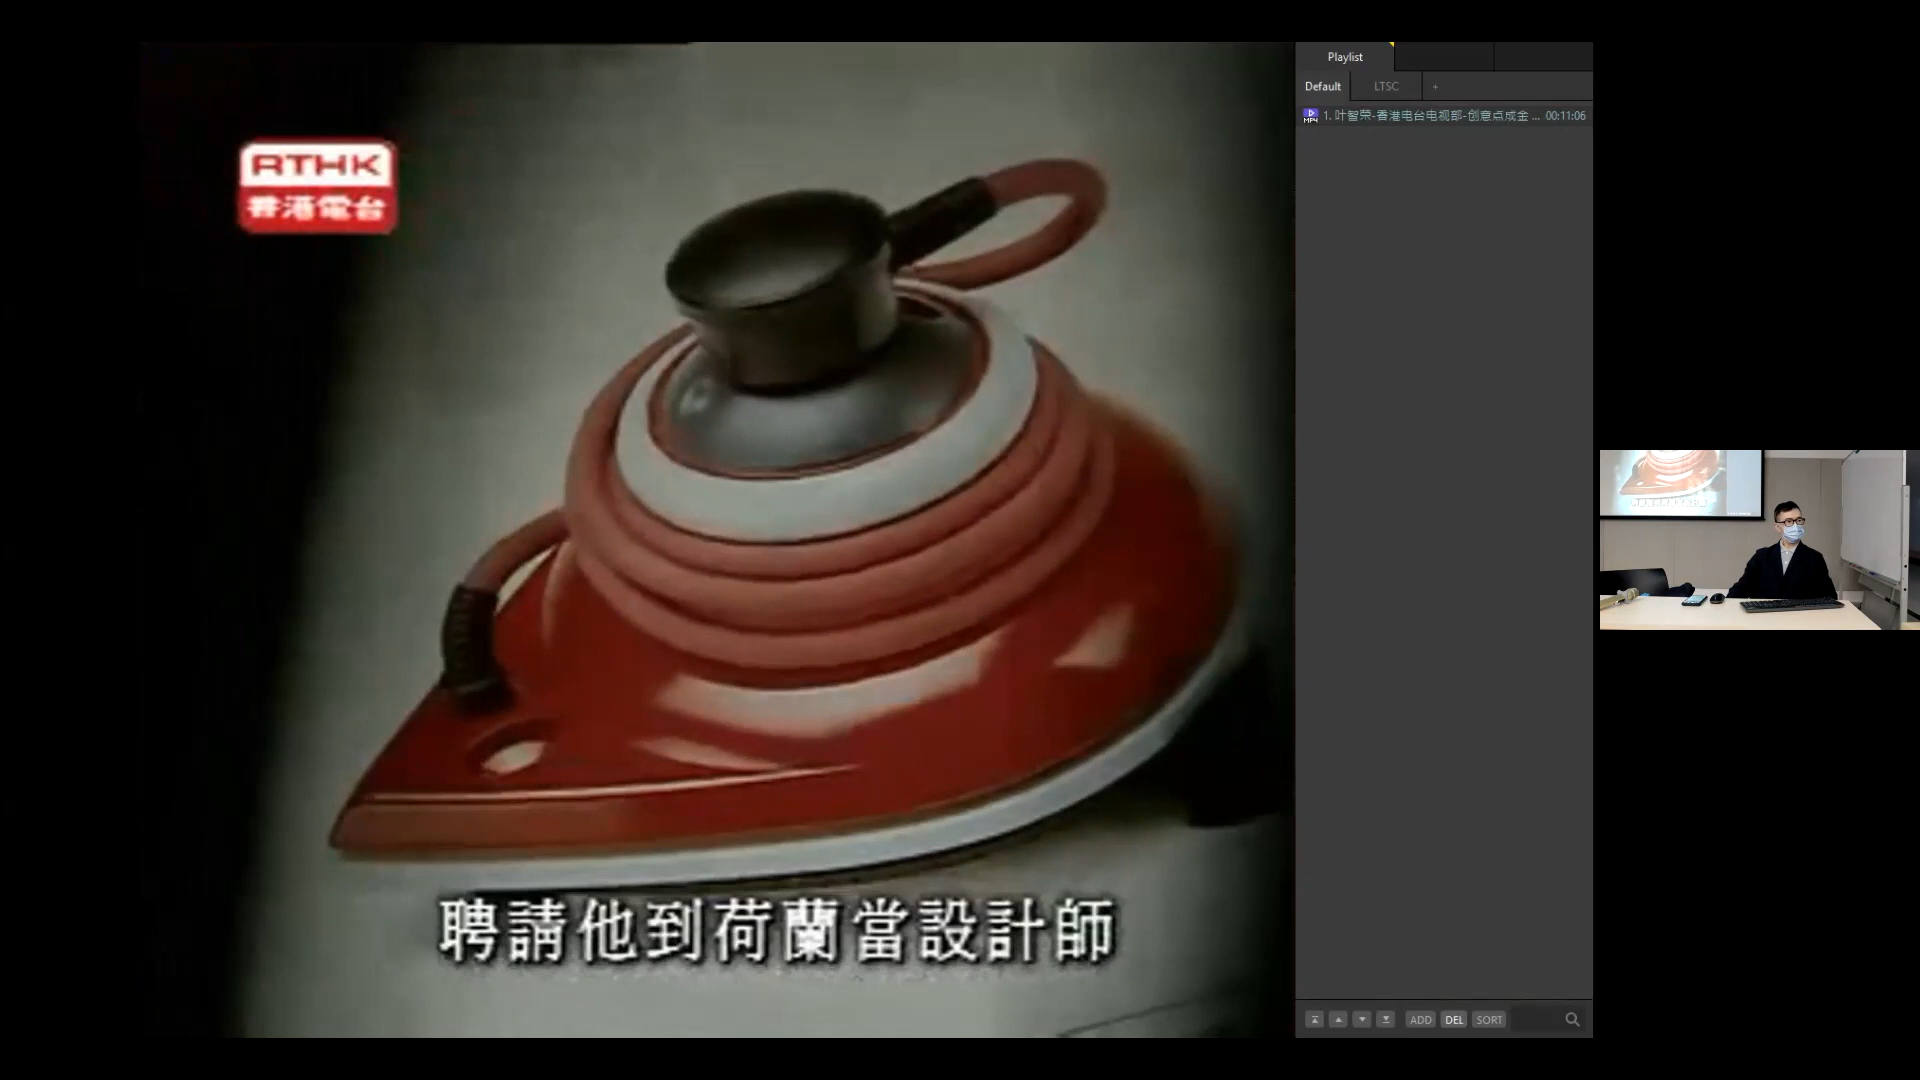 RTHK
香港電台
聘請他到荷蘭當設計師
Playlist
Default
LTSC
+
MP4
1. 叶智荣-香港电台电视部-创意点成金 ... 00:11:06
ADD
DEL
SORT